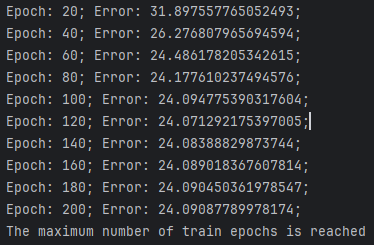 Epoch: 20; Error: 31.897557765052493;
Epoch: 40; Error: 26.276807965694594;
Epoch: 60; Error: 24.486178205342615;
Epoch: 80; Error: 24.177610237494576;
Epoch: 100; Error: 24.094775390317604;
Epoch: 120; Error: 24.071292175397005;
Epoch: 140; Error: 24.08388829873744;
Epoch: 160; Error: 24.089018367607814;
Epoch: 180; Error: 24.090450361978547;
Epoch: 200; Error: 24.09087789978174;
The maximum number of train epochs is reached